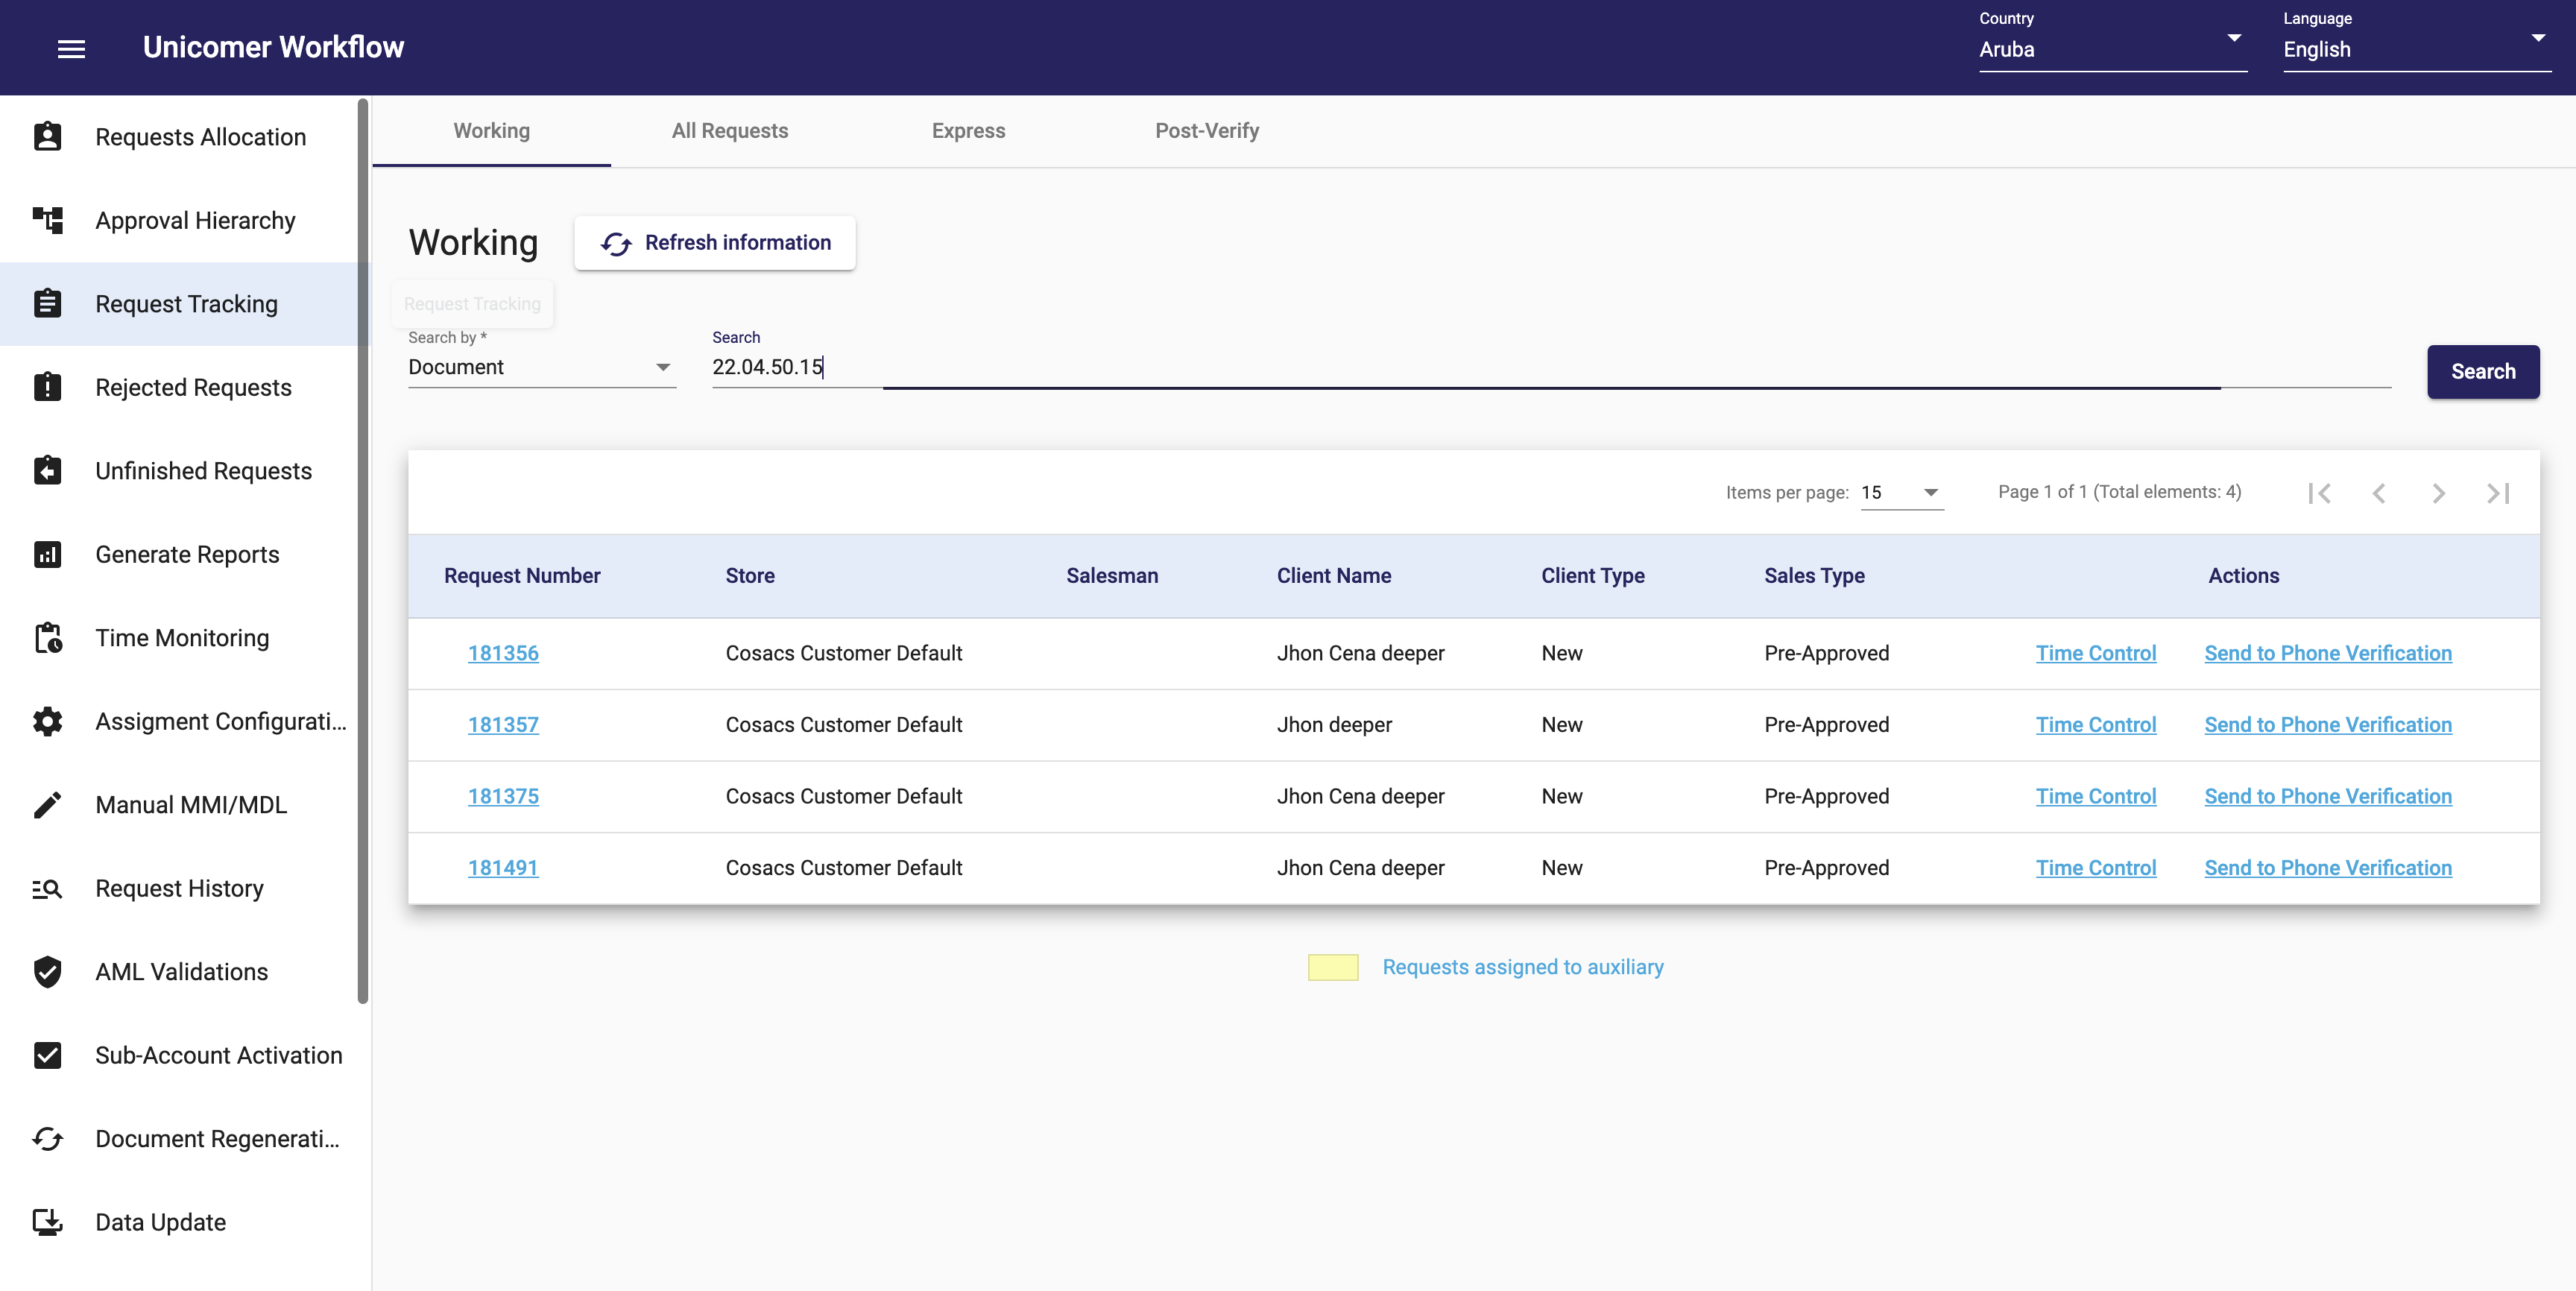 Unicomer Workflow
Country
Aruba
Language
English
Requests Allocation
Approval Hierarchy
Request Tracking
Rejected Requests
Unfinished Requests
Generate Reports
Time Monitoring
Assigment Configurati...
Manual MMI/MDL
Request History
AML Validations
Sub-Account Activation
Document Regenerati...
Data Update
Working All Requests Express Post-Verify
Working Refresh information
Request Tracking
Search by *
Document
Search
22.04.50.15
Search
Items per page: 15 Page 1 of 1 (Total elements: 4)
Request Number Store Salesman Client Name Client Type Sales Type Actions
181356 Cosacs Customer Default Jhon Cena deeper New Pre-Approved Time Control Send to Phone Verification
181357 Cosacs Customer Default Jhon deeper New Pre-Approved Time Control Send to Phone Verification
181375 Cosacs Customer Default Jhon Cena deeper New Pre-Approved Time Control Send to Phone Verification
181491 Cosacs Customer Default Jhon Cena deeper New Pre-Approved Time Control Send to Phone Verification
Requests assigned to auxiliary